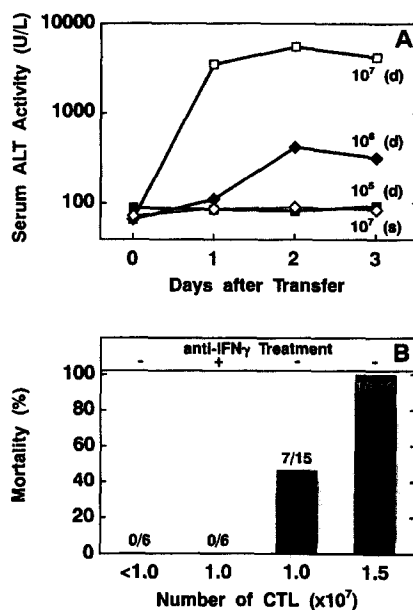 A
Serum ALT Activity (U/L)
10000
1000
100
10⁷ (d)
10⁶ (d)
10⁵ (d)
10⁷ (s)
0 1 2 3
Days after Transfer
B
anti-IFNγ Treatment
- + - -
Mortality (%)
100
80
60
40
20
0
0/6 0/6 7/15
<1.0 1.0 1.0 1.5
Number of CTL (x10⁷)